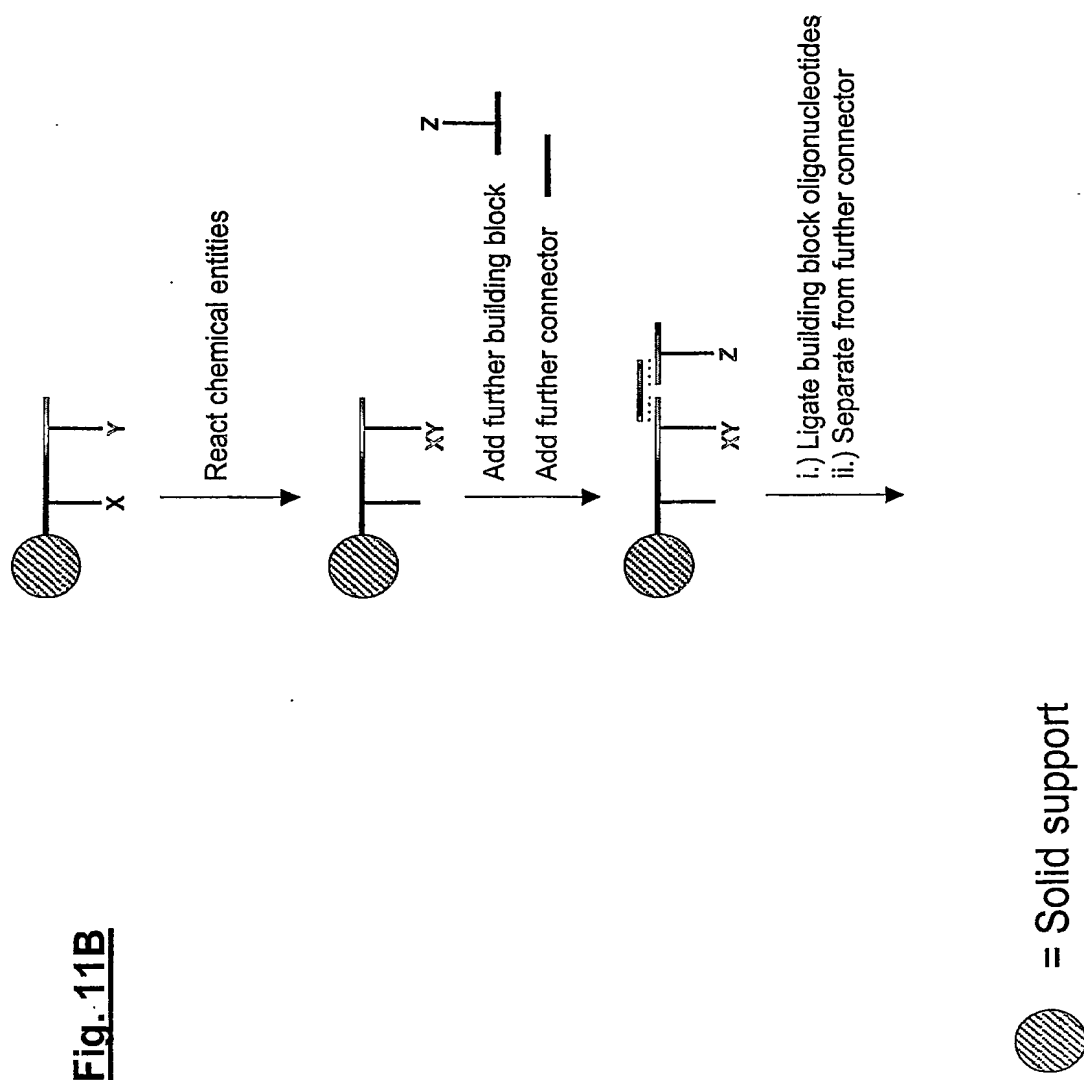 Fig. 11B
X
Y
React chemical entities
XY
Add further building block
Z
Add further connector
XY
Z
i.) Ligate building block oligonucleotides
ii.) Separate from further connector
= Solid support